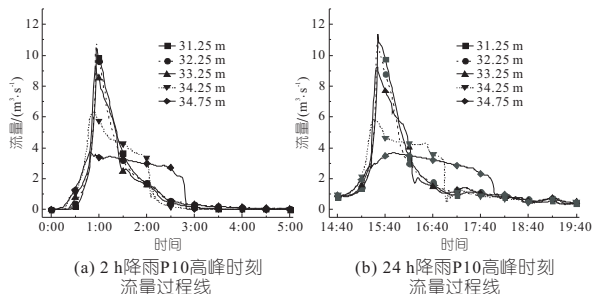 12
10
8
6
4
2
0
流量/(m³·s⁻¹)
31.25 m
32.25 m
33.25 m
34.25 m
34.75 m
0:00 1:00 2:00 3:00 4:00 5:00
时间
(a) 2 h降雨P10高峰时刻
流量过程线
12
10
8
6
4
2
0
流量/(m³·s⁻¹)
31.25 m
32.25 m
33.25 m
34.25 m
34.75 m
14:40 15:40 16:40 17:40 18:40 19:40
时间
(b) 24 h降雨P10高峰时刻
流量过程线